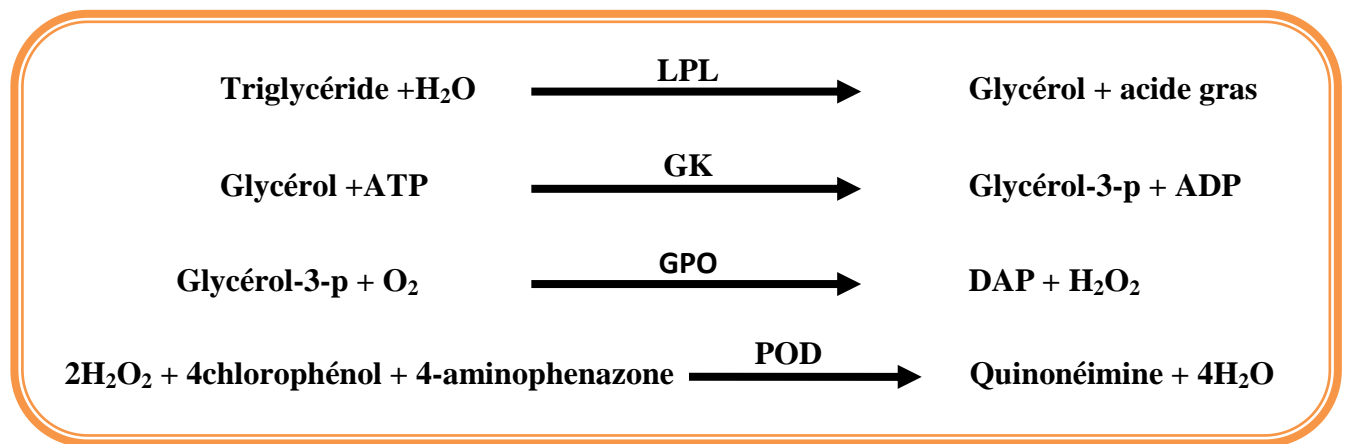 LPL
Triglycéride +H₂O Glycérol + acide gras
GK
Glycérol +ATP Glycérol-3-p + ADP
GPO
Glycérol-3-p + O₂ DAP + H₂O₂
POD
2H₂O₂ + 4chlorophénol + 4-aminophenazone Quinonéimine + 4H₂O